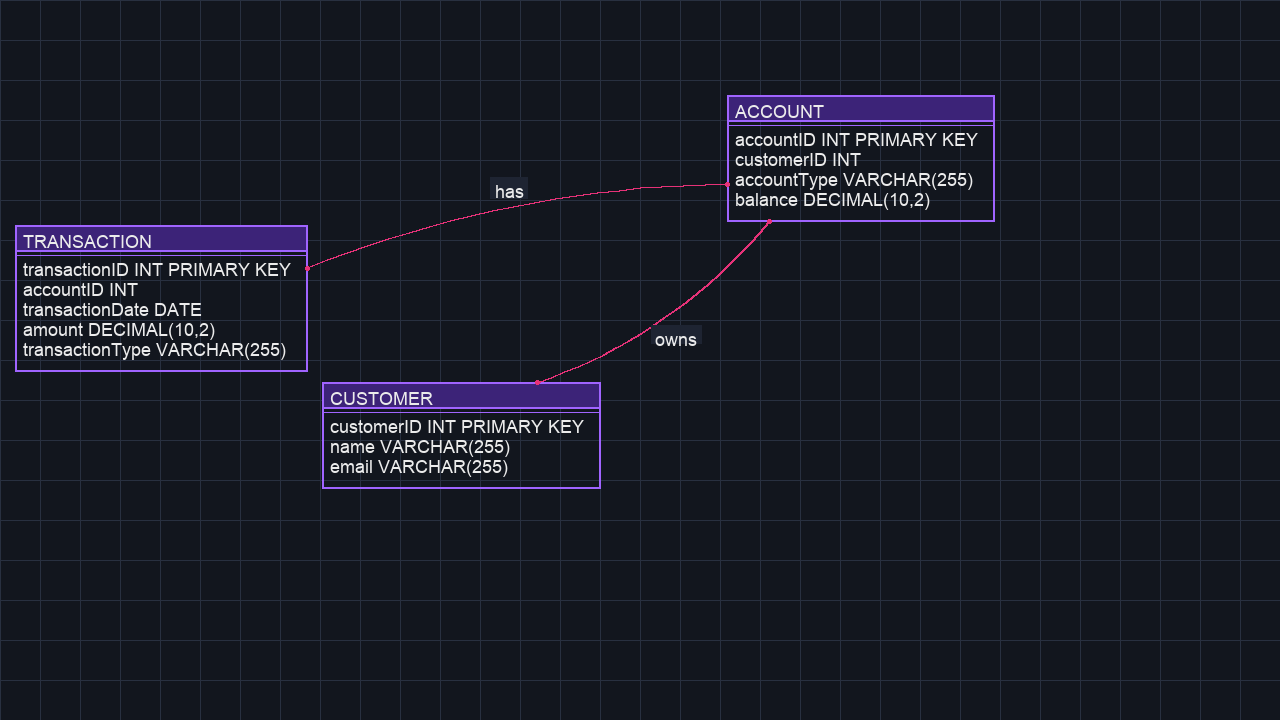 ACCOUNT
accountID INT PRIMARY KEY
customerID INT
accountType VARCHAR(255)
balance DECIMAL(10,2)
has
TRANSACTION
transactionID INT PRIMARY KEY
accountID INT
transactionDate DATE
amount DECIMAL(10,2)
transactionType VARCHAR(255)
owns
CUSTOMER
customerID INT PRIMARY KEY
name VARCHAR(255)
email VARCHAR(255)